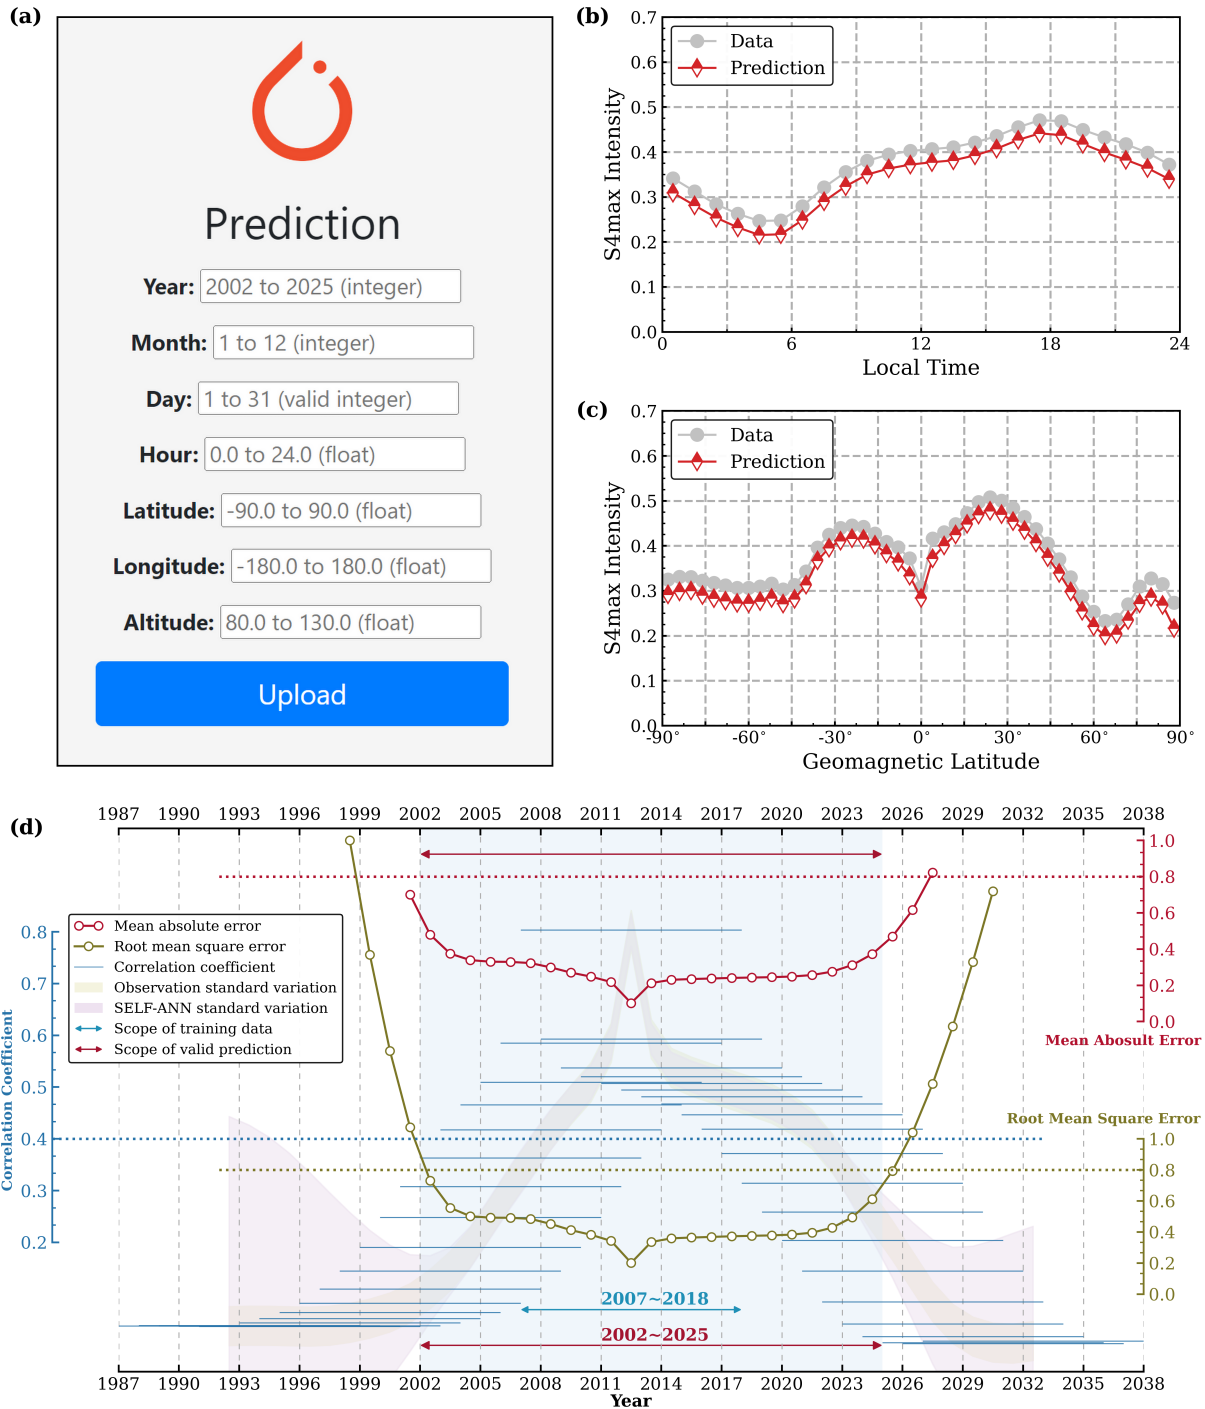 (a)
Prediction
Year: 2002 to 2025 (integer)
Month: 1 to 12 (integer)
Day: 1 to 31 (valid integer)
Hour: 0.0 to 24.0 (float)
Latitude: -90.0 to 90.0 (float)
Longitude: -180.0 to 180.0 (float)
Altitude: 80.0 to 130.0 (float)
Upload
(b)
S4max Intensity
0.7
0.6
0.5
0.4
0.3
0.2
0.1
0.0
Data
Prediction
0 6 12 18 24
Local Time
(c)
S4max Intensity
0.7
0.6
0.5
0.4
0.3
0.2
0.1
0.0
Data
Prediction
-90° -60° -30° 0° 30° 60° 90°
Geomagnetic Latitude
(d)
1987 1990 1993 1996 1999 2002 2005 2008 2011 2014 2017 2020 2023 2026 2029 2032 2035 2038
Correlation Coefficient
0.8
0.7
0.6
0.5
0.4
0.3
0.2
Mean absolute error
Root mean square error
Correlation coefficient
Observation standard variation
SELF-ANN standard variation
Scope of training data
Scope of valid prediction
1.0
0.8
0.6
0.4
0.2
0.0
Mean Abosult Error
Root Mean Square Error
1.0
0.8
0.6
0.4
0.2
0.0
2007~2018
2002~2025
1987 1990 1993 1996 1999 2002 2005 2008 2011 2014 2017 2020 2023 2026 2029 2032 2035 2038
Year